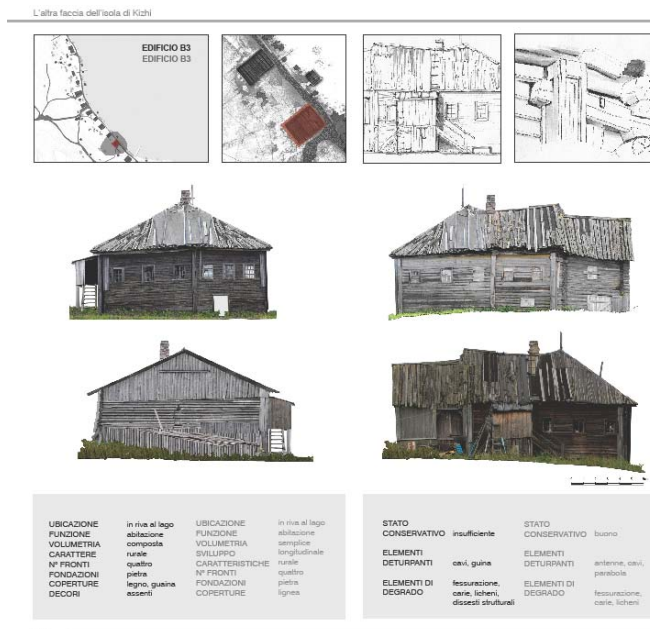 L'altra faccia dell'isola di Kizhi
EDIFICIO B3
EDIFICIO B3
UBICAZIONE in riva al lago
FUNZIONE abitazione
VOLUMETRIA composta
CARATTERE rurale
N° FRONTI quattro
FONDAZIONI pietra
COPERTURE legno, guaina
DECORI assenti
UBICAZIONE in riva al lago
FUNZIONE abitazione
VOLUMETRIA semplice
SVILUPPO longitudinale
CARATTERISTICHE rurale
N° FRONTI quattro
FONDAZIONI pietra
COPERTURE lignea
STATO
CONSERVATIVO insufficiente
ELEMENTI
DETURPANTI cavi, guina
ELEMENTI DI fessurazione,
DEGRADO carie, licheni,
dissesti strutturali
STATO
CONSERVATIVO buono
ELEMENTI
DETURPANTI antenne, cavi,
parabola
ELEMENTI DI
DEGRADO fessurazione,
carie, licheni